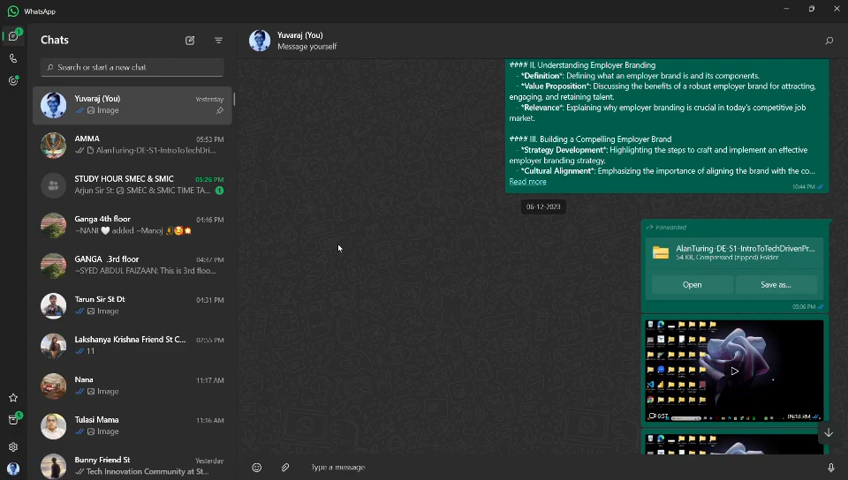 WhatsApp
1
Chats
Search or start a new chat
Yuvaraj (You)
Yesterday
Image
AMMA
05:53 PM
AlanTuring-DE-S1-IntroToTechDri...
STUDY HOUR SMEC & SMIC
05:26 PM
Arjun Sir St: SMEC & SMIC TIME TA...
1
Ganga 4th floor
04:46 PM
~NANI 🤍 added ~Manoj
GANGA .3rd floor
04:37 PM
~SYED ABDUL FAIZAAN: This is 3rd floo...
Tarun Sir St Dt
04:31 PM
Image
Lakshanya Krishna Friend St C...
02:55 PM
11
Nana
11:17 AM
Image
Tulasi Mama
11:16 AM
Image
Bunny Friend St
Yesterday
Tech Innovation Community at St...
Yuvaraj (You)
Message yourself
#### II. Understanding Employer Branding
- *Definition*: Defining what an employer brand is and its components.
- *Value Proposition*: Discussing the benefits of a robust employer brand for attracting,
engaging, and retaining talent.
- *Relevance*: Explaining why employer branding is crucial in today's competitive job
market.
#### III. Building a Compelling Employer Brand
- *Strategy Development*: Highlighting the steps to craft and implement an effective
employer branding strategy.
- *Cultural Alignment*: Emphasizing the importance of aligning the brand with the co...
Read more
10:44 PM
06-12-2023
Forwarded
AlanTuring-DE-S1-IntroToTechDrivenPr...
54 KB, Compressed (zipped) Folder
Open
Save as...
05:06 PM
0:57
Type a message